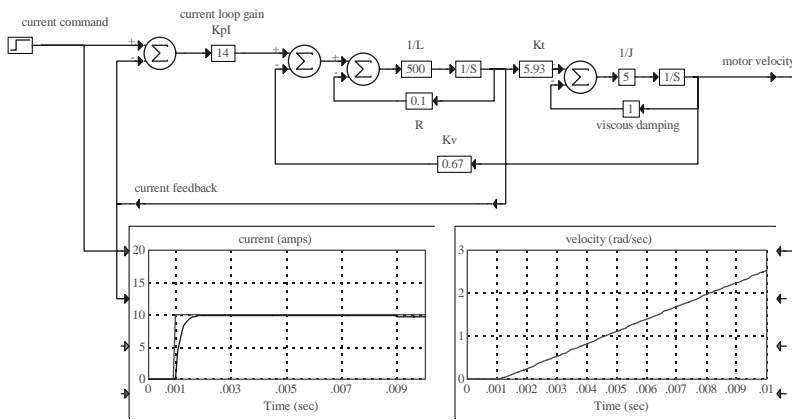 current command
current loop gain
KpI
14
+
-
Σ
+
-
Σ
+
-
Σ
1/L
500
1/S
0.1
R
Kt
5.93
+
-
Σ
1/J
5
1/S
1
viscous damping
motor velocity
Kv
0.67
current feedback
current (amps)
20
15
10
5
0
0 .001 .003 .005 .007 .009
Time (sec)
velocity (rad/sec)
3
2
1
0
0 .001 .002 .003 .004 .005 .006 .007 .008 .009 .01
Time (sec)